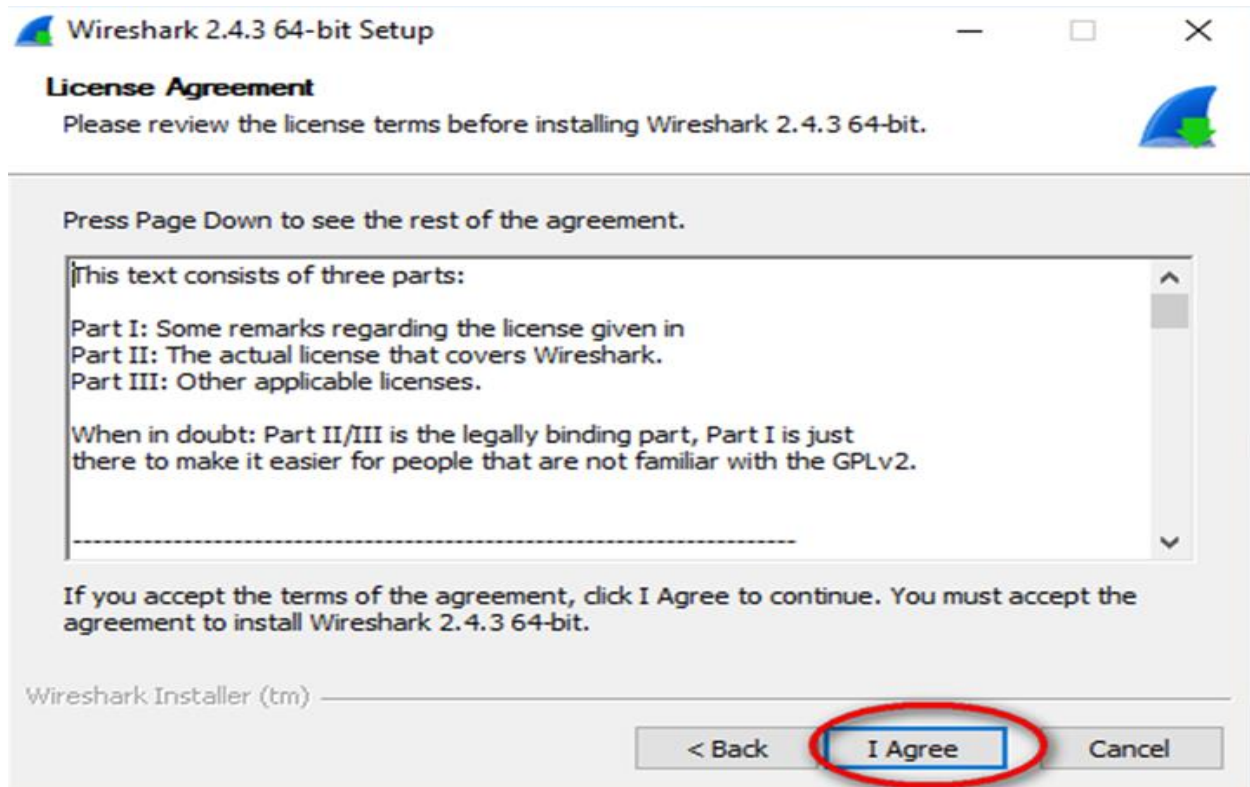 Wireshark 2.4.3 64-bit Setup
License Agreement
Please review the license terms before installing Wireshark 2.4.3 64-bit.
Press Page Down to see the rest of the agreement.
This text consists of three parts:
Part I: Some remarks regarding the license given in
Part II: The actual license that covers Wireshark.
Part III: Other applicable licenses.
When in doubt: Part II/III is the legally binding part, Part I is just
there to make it easier for people that are not familiar with the GPLv2.
------------------------------------------------------------------------
If you accept the terms of the agreement, click I Agree to continue. You must accept the
agreement to install Wireshark 2.4.3 64-bit.
Wireshark Installer (tm)
< Back I Agree Cancel